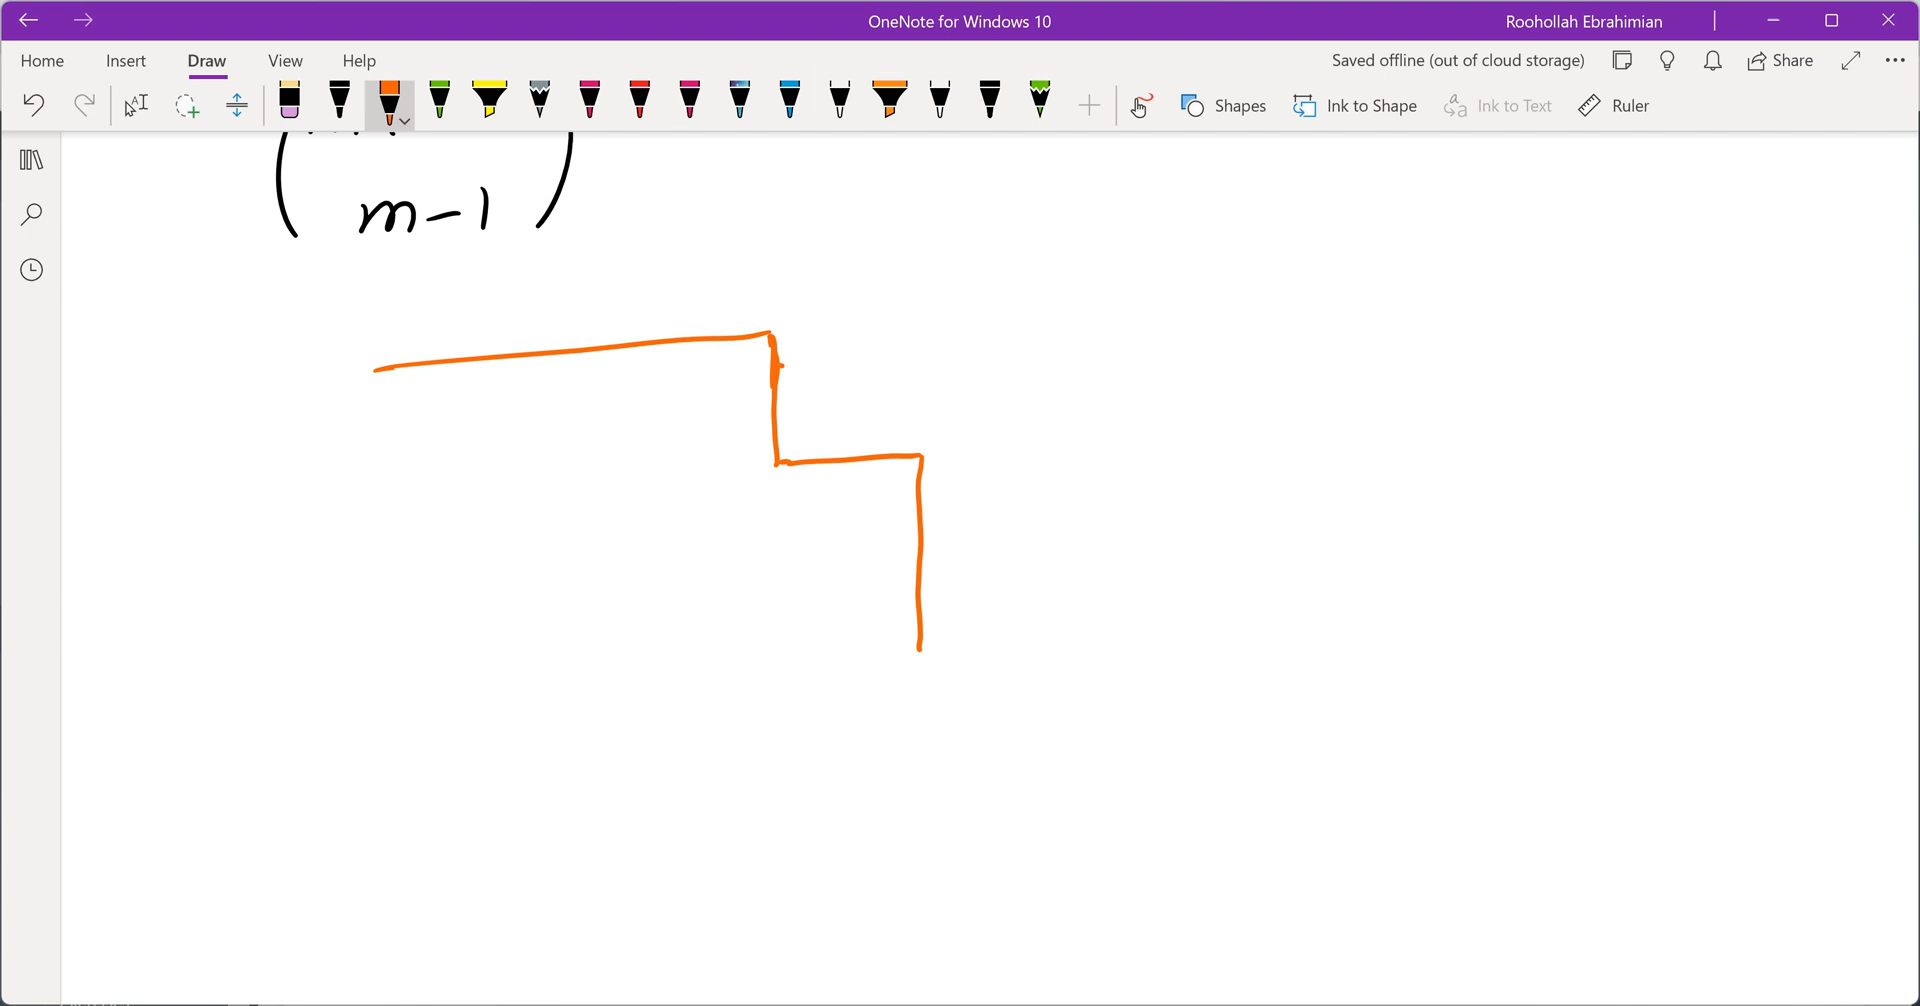 OneNote for Windows 10
Roohollah Ebrahimian
Home Insert Draw View Help
Saved offline (out of cloud storage)
Share
Shapes
Ink to Shape
Ink to Text
Ruler
m-1